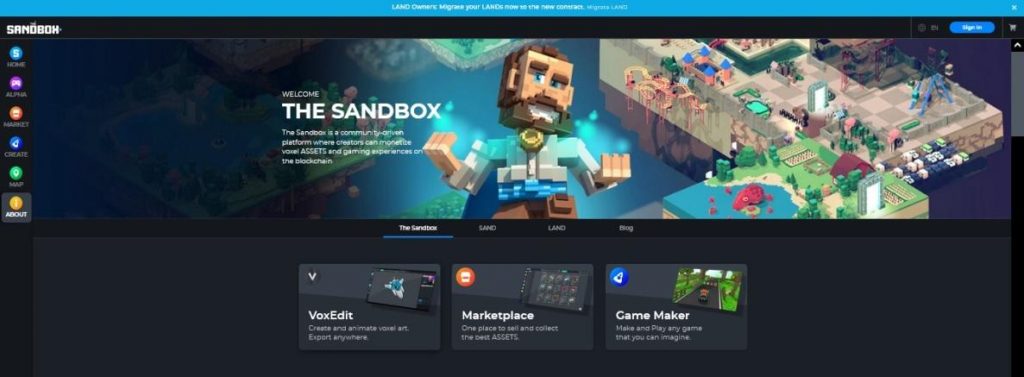 LAND Owners: Migrate your LANDs now to the new contract. Migrate LAND
THE SANDBOX
EN
Sign In
HOME
ALPHA
MARKET
CREATE
MAP
ABOUT
WELCOME
THE SANDBOX
The Sandbox is a community-driven
platform where creators can monetize
voxel ASSETS and gaming experiences on
the blockchain
The Sandbox
SAND
LAND
Blog
VoxEdit
Create and animate voxel art.
Export anywhere.
Marketplace
One place to sell and collect
the best ASSETS.
Game Maker
Make and Play any game
that you can imagine.